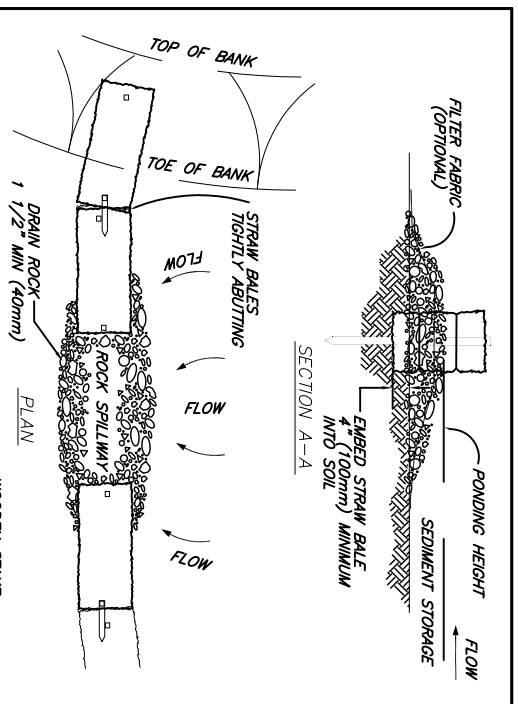 FILTER FABRIC
(OPTIONAL)
PONDING HEIGHT
FLOW
SEDIMENT STORAGE
EMBED STRAW BALE
4" (100mm) MINIMUM
INTO SOIL
SECTION A-A
TOP OF BANK
TOE OF BANK
STRAW BALES
TIGHTLY ABUTTING
FLOW
FLOW
FLOW
ROCK SPILLWAY
DRAIN ROCK
1 1/2" MIN (40mm)
PLAN